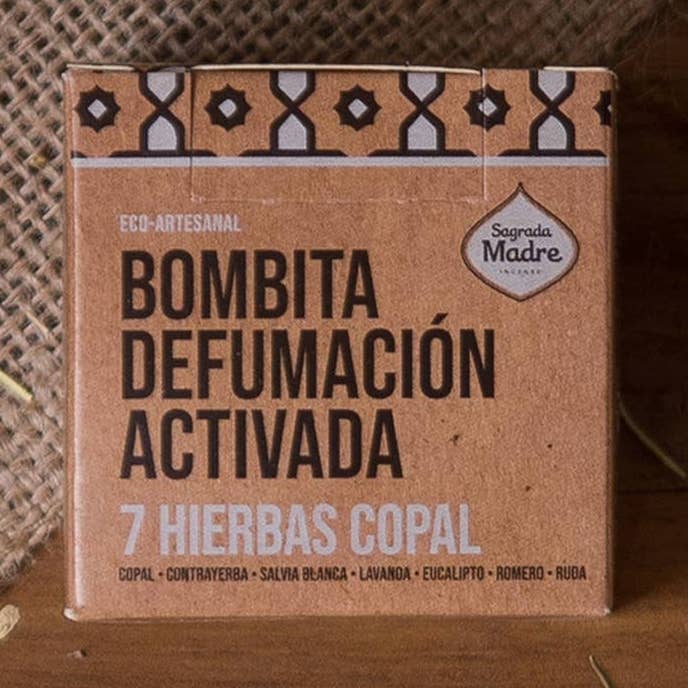 ECO-ARTESANAL
Sagrada
Madre
INCENSE
BOMBITA
DEFUMACIÓN
ACTIVADA
7 HIERBAS COPAL
COPAL • CONTRAYERBA • SALVIA BLANCA • LAVANDA • EUCALIPTO • ROMERO • RUDA